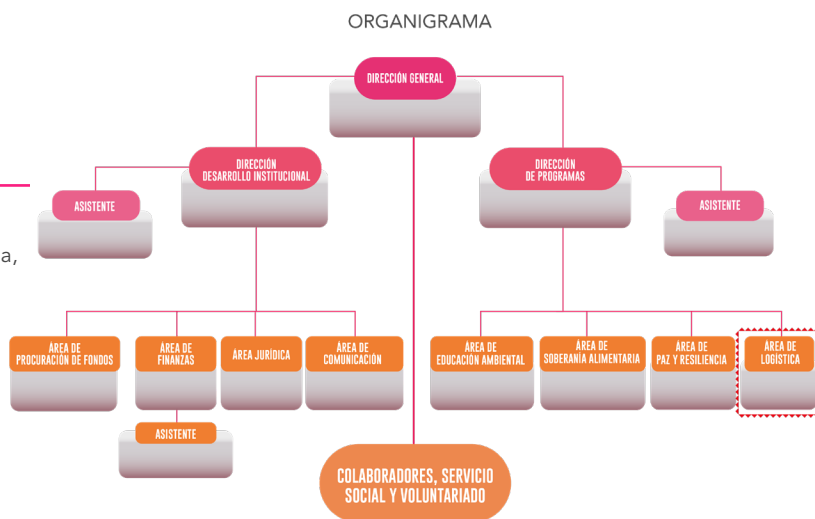 ORGANIGRAMA
DIRECCIÓN GENERAL
DIRECCIÓN
DESARROLLO INSTITUCIONAL
DIRECCIÓN
DE PROGRAMAS
ASISTENTE
ASISTENTE
a,
ÁREA DE
PROCURACIÓN DE FONDOS
ÁREA DE
FINANZAS
ÁREA JURÍDICA
ÁREA DE
COMUNICACIÓN
ÁREA DE
EDUCACIÓN AMBIENTAL
ÁREA DE
SOBERANÍA ALIMENTARIA
ÁREA DE
PAZ Y RESILIENCIA
ÁREA DE
LOGÍSTICA
ASISTENTE
COLABORADORES, SERVICIO
SOCIAL Y VOLUNTARIADO